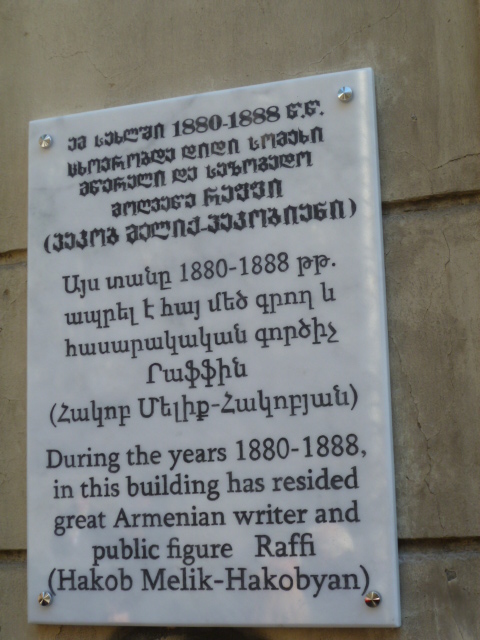 ამ სახლში 1880-1888 წ.წ.
ცხოვრობდა დიდი სომეხი
მწერალი და საზოგადო
მოღვაწე რაფფი
(ჰაკობ მელიქ-ჰაკობიანი)
Այս տանը 1880-1888 թթ.
ապրել է հայ մեծ գրող և
հասարակական գործիչ
Րաֆֆին
(Հակոբ Մելիք-Հակոբյան)
During the years 1880-1888,
in this building has resided
great Armenian writer and
public figure Raffi
(Hakob Melik-Hakobyan)